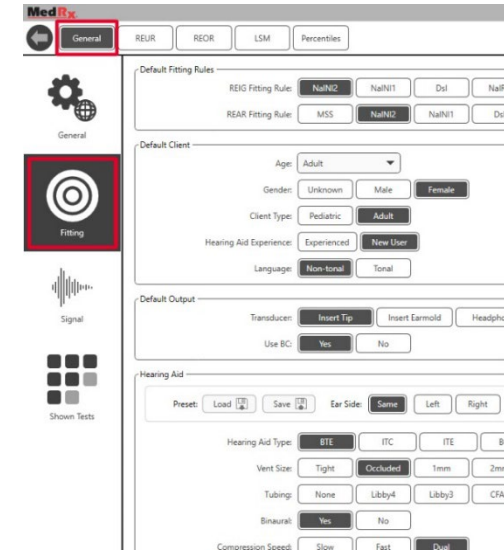 MedRx
General REUR REOR LSM Percentiles
Default Fitting Rules
REIG Fitting Rule: NalNI2 NalNI1 Dsl
REAR Fitting Rule: MSS NalNI2 NalNI1
General
Default Client
Age: Adult
Gender: Unknown Male Female
Client Type: Pediatric Adult
Fitting
Hearing Aid Experience: Experienced New User
Language: Non-tonal Tonal
Default Output
Signal
Transducer: Insert Tip Insert Earmold
Use BC: Yes No
Hearing Aid
Shown Tests
Preset: Load Save Ear Side: Same Left Right
Hearing Aid Type: BTE ITC ITE
Vent Size: Tight Occluded 1mm
Tubing: None Libby4 Libby3 CFA
Binaural: Yes No
Compression Speed: Slow Fast Dual